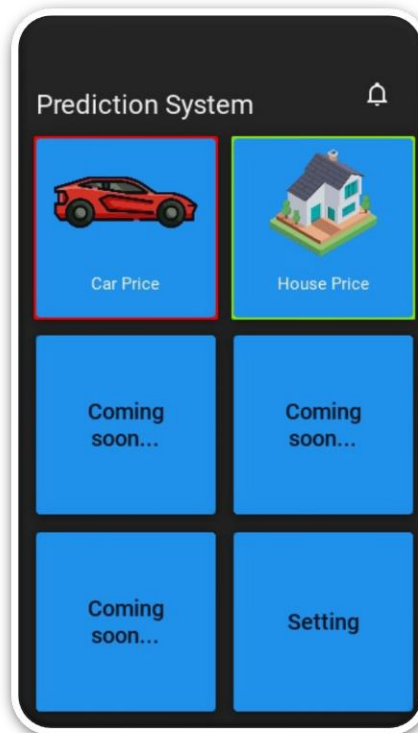 Prediction System
Car Price
House Price
Coming
soon...
Coming
soon...
Coming
soon...
Setting